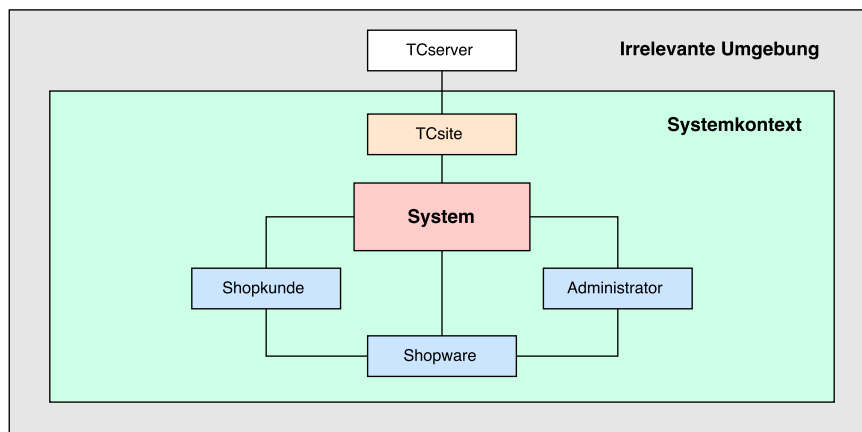 TCserver
Irrelevante Umgebung
Systemkontext
TCsite
System
Shopkunde
Administrator
Shopware